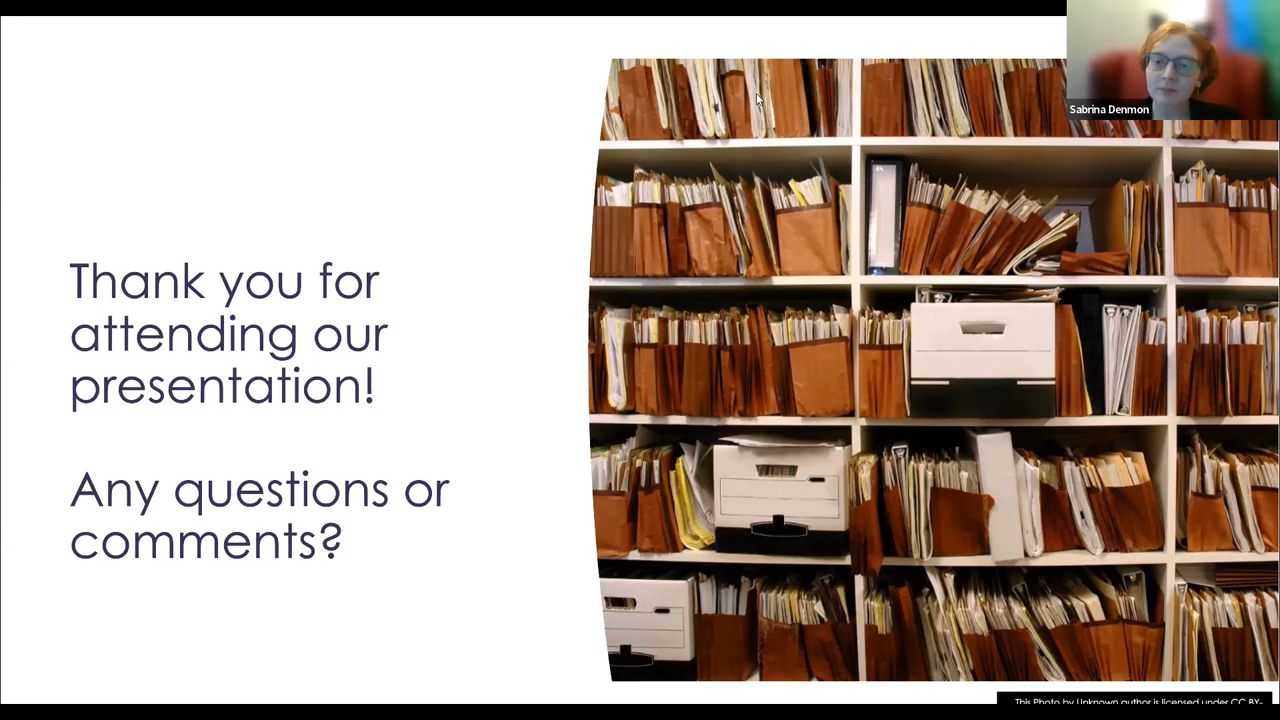 Sabrina Denmon
Thank you for
attending our
presentation!
Any questions or
comments?
This Photo by Unknown author is licensed under CC BY-